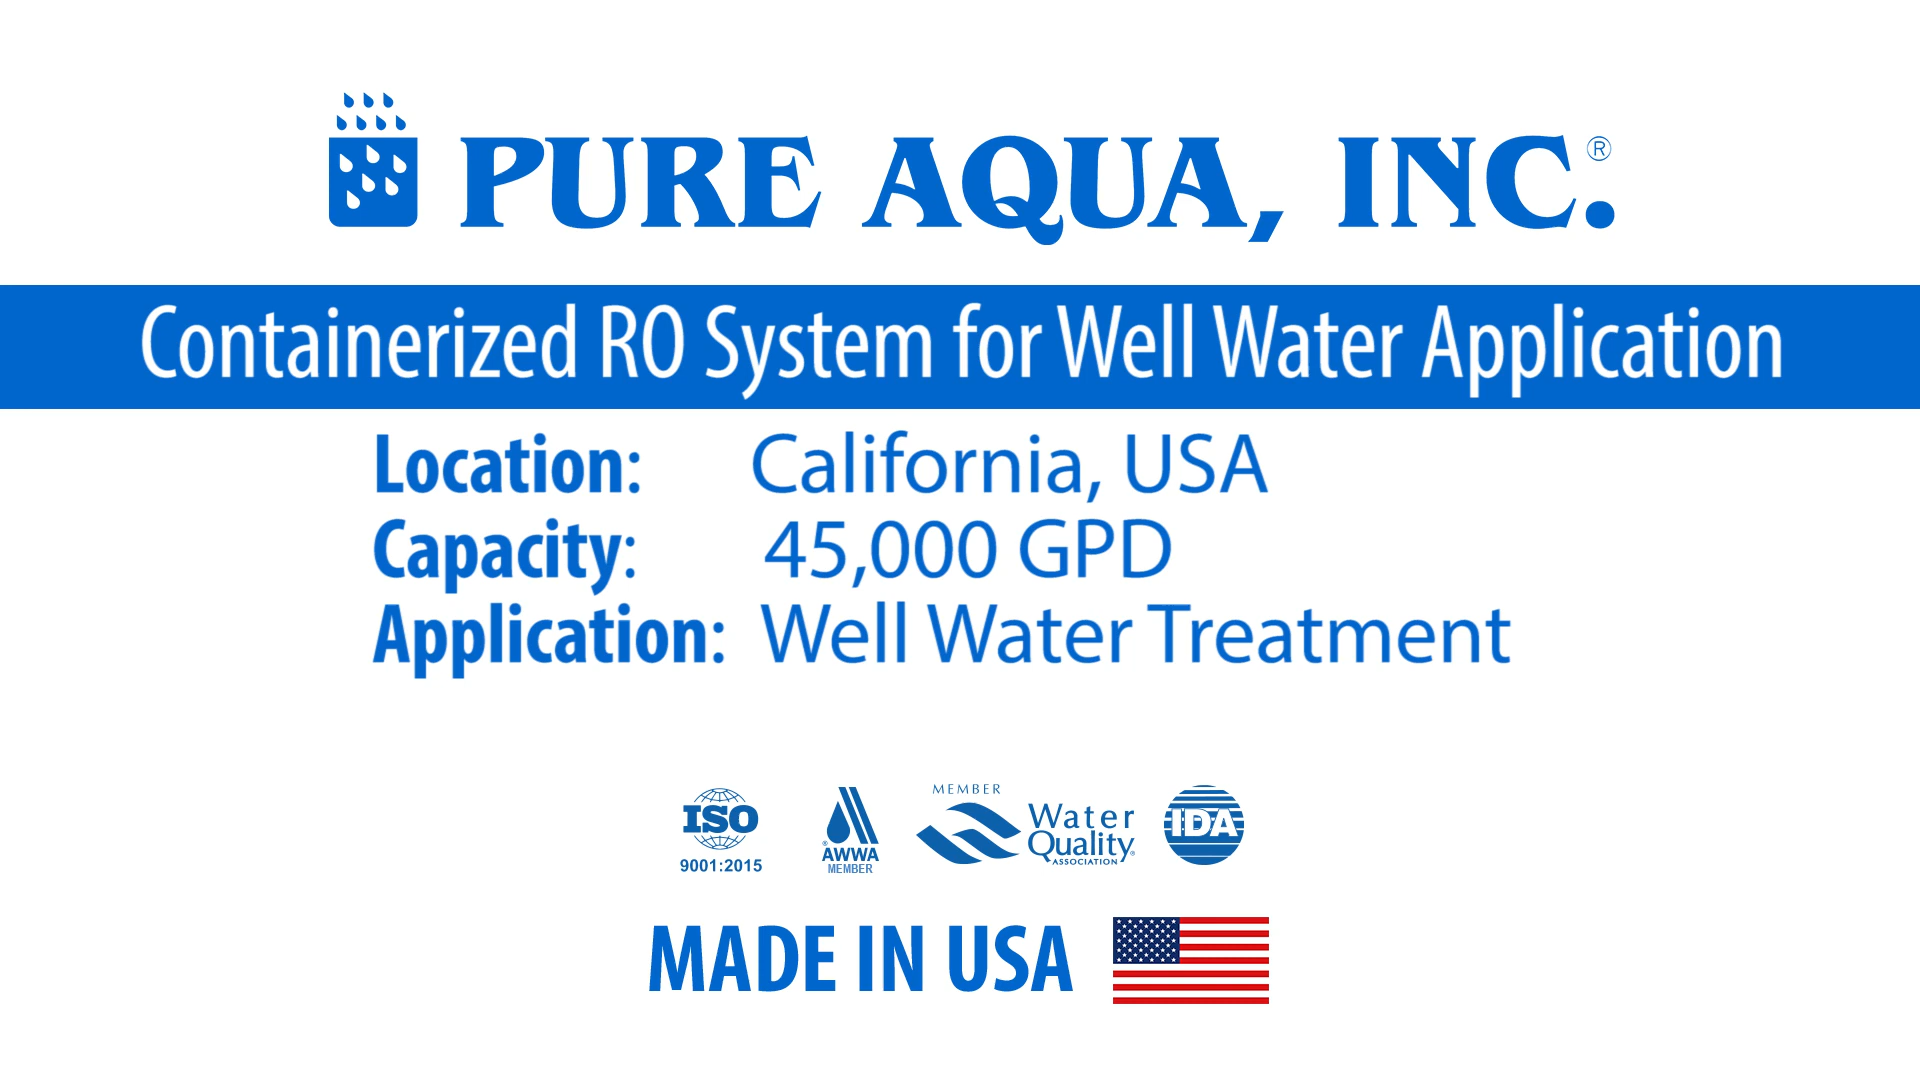 PURE AQUA, INC.®
Containerized RO System for Well Water Application
Location: California, USA
Capacity: 45,000 GPD
Application: Well Water Treatment
ISO
9001:2015
® AWWA
MEMBER
MEMBER
Water
Quality®
ASSOCIATION
IDA
MADE IN USA